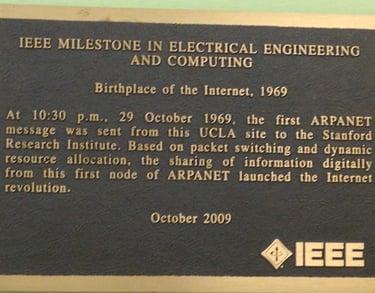 IEEE MILESTONE IN ELECTRICAL ENGINEERING
AND COMPUTING
Birthplace of the Internet, 1969
At 10:30 p.m., 29 October 1969, the first ARPANET
message was sent from this UCLA site to the Stanford
Research Institute. Based on packet switching and dynamic
resource allocation, the sharing of information digitally
from this first node of ARPANET launched the Internet
revolution.
October 2009
IEEE